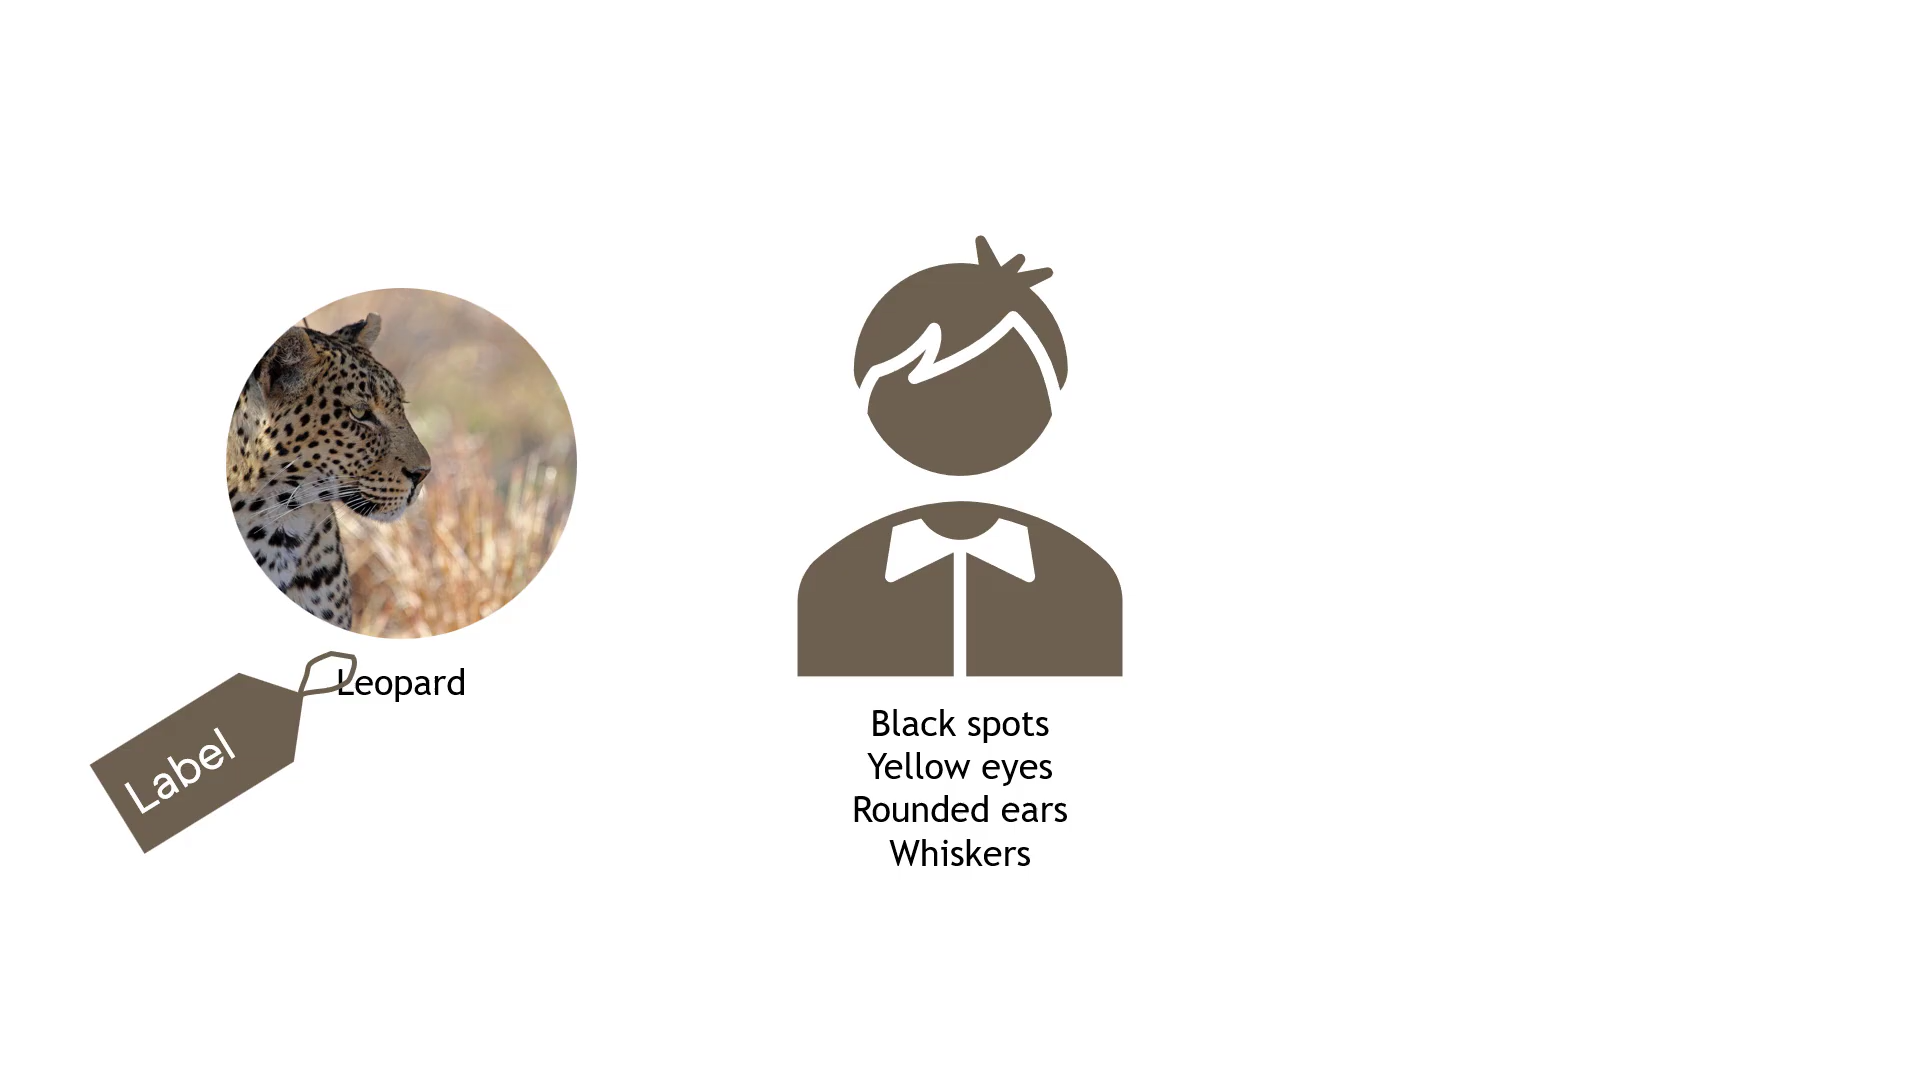 Leopard
Label
Black spots
Yellow eyes
Rounded ears
Whiskers